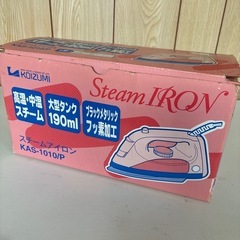 KOIZUMI
Steam IRON
高温・中温
スチーム
大型タンク
190ml
ブラックメタリック
フッ素加工
スチームアイロン
KAS-1010/P